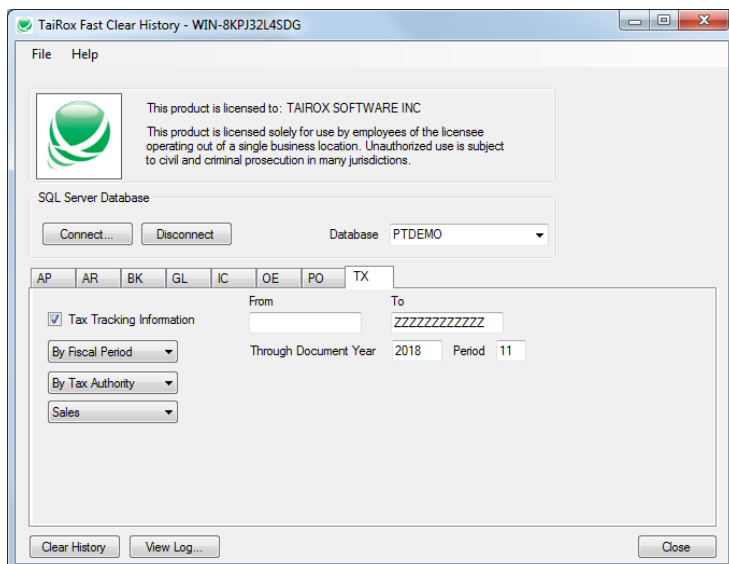 TaiRox Fast Clear History - WIN-8KPJ32L4SDG
File Help
This product is licensed to: TAIROX SOFTWARE INC
This product is licensed solely for use by employees of the licensee
operating out of a single business location. Unauthorized use is subject
to civil and criminal prosecution in many jurisdictions.
SQL Server Database
Connect... Disconnect Database PTDEMO
AP AR BK GL IC OE PO TX
From To
Tax Tracking Information ZZZZZZZZZZZZ
By Fiscal Period Through Document Year 2018 Period 11
By Tax Authority
Sales
Clear History View Log... Close